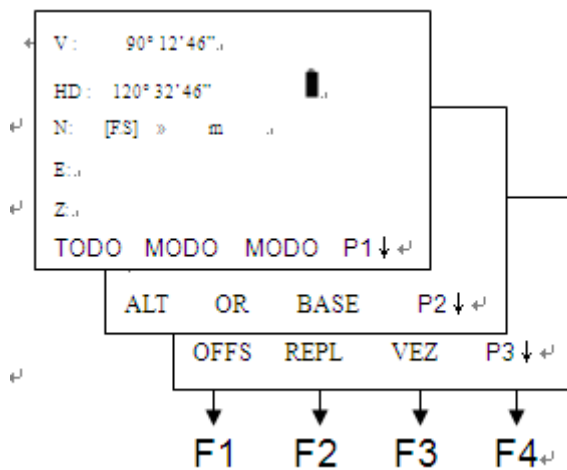 V : 90° 12'46"
HD : 120° 32'46"
N: [F.S] » m
E:
Z:
TODO MODO MODO P1↓
ALT OR BASE P2↓
OFFS REPL VEZ P3↓
F1 F2 F3 F4